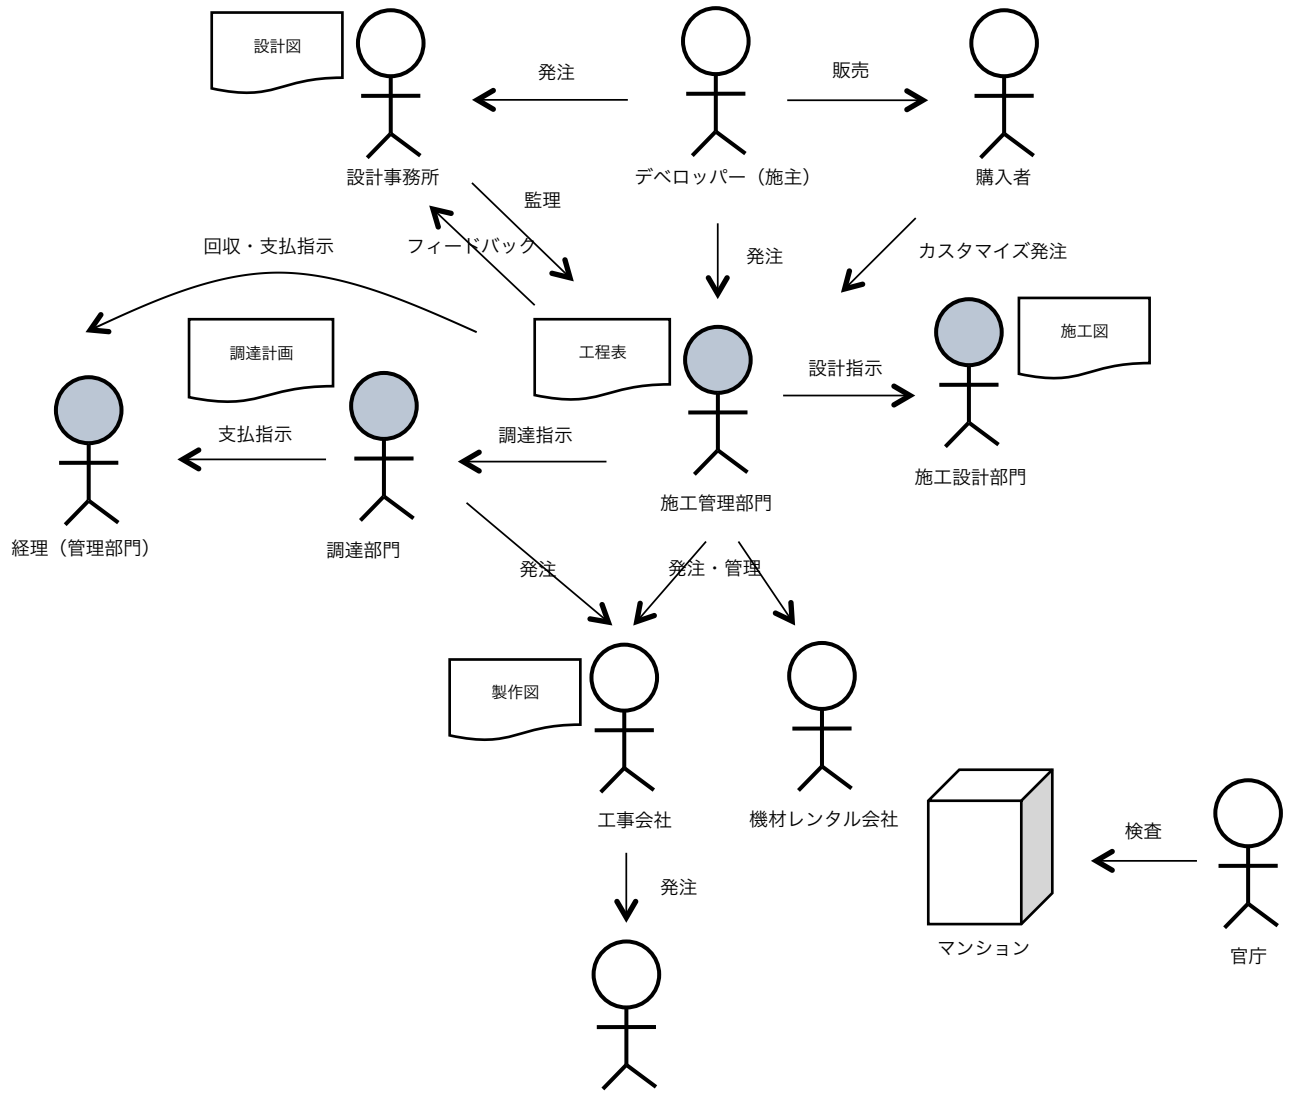 設計図
発注
販売
設計事務所
デベロッパー（施主）
購入者
監理
フィードバック
回収・支払指示
発注
カスタマイズ発注
調達計画
工程表
施工図
設計指示
支払指示
調達指示
施工設計部門
施工管理部門
経理（管理部門）
調達部門
発注
発注・管理
製作図
工事会社
機材レンタル会社
検査
発注
マンション
官庁